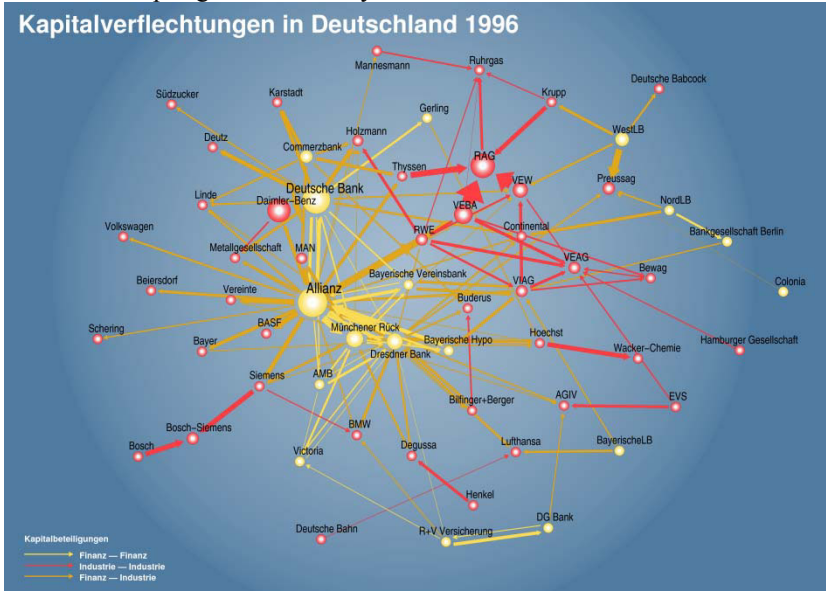 Kapitalverflechtungen in Deutschland 1996
Mannesmann
Ruhrgas
Deutsche Babcock
Südzucker
Karstadt
Krupp
Gerling
WestLB
Deutz
Commerzbank
Holzmann
RAG
Thyssen
VEW
Preussag
Linde
Deutsche Bank
Daimler-Benz
VEBA
NordLB
Volkswagen
RWE
Continental
Bankgesellschaft Berlin
Metallgesellschaft
MAN
VEAG
Bayerische Vereinsbank
Bewag
Beiersdorf
Vereinte
Allianz
VIAG
Colonia
Buderus
Schering
BASF
Münchener Rück
Bayer
Bayerische Hypo
Hoechst
Hamburger Gesellschaft
Dresdner Bank
Wacker-Chemie
Siemens
AMB
Bilfinger+Berger
AGIV
EVS
Bosch-Siemens
BMW
Bosch
Victoria
Degussa
Lufthansa
BayerischeLB
Henkel
Deutsche Bahn
R+V Versicherung
DG Bank
Kapitalbeteiligungen
Finanz — Finanz
Industrie — Industrie
Finanz — Industrie